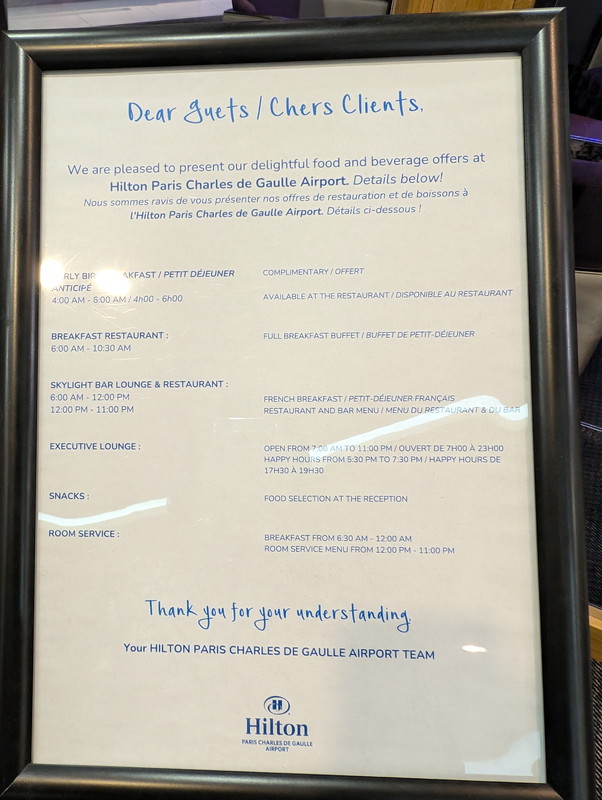 Dear guets / Chers Clients,
We are pleased to present our delightful food and beverage offers at
Hilton Paris Charles de Gaulle Airport. Details below!
Nous sommes ravis de vous présenter nos offres de restauration et de boissons à
l'Hilton Paris Charles de Gaulle Airport. Détails ci-dessous !
/ PETIT DÉJEUNER
ANTICIPÉ
4:00 AM - 6:00 AM / 4h00 - 6h00
COMPLIMENTARY / OFFERT
AVAILABLE AT THE RESTAURANT / DISPONIBLE AU RESTAURANT
BREAKFAST RESTAURANT :
6:00 AM - 10:30 AM
FULL BREAKFAST BUFFET / BUFFET DE PETIT-DÉJEUNER
SKYLIGHT BAR LOUNGE & RESTAURANT :
6:00 AM - 12:00 PM
12:00 PM - 11:00 PM
FRENCH BREAKFAST / PETIT-DÉJEUNER FRANÇAIS
RESTAURANT AND BAR MENU / MENU DU RESTAURANT & DU BAR
EXECUTIVE LOUNGE :
OPEN FROM 7:00 AM TO 11:00 PM / OUVERT DE 7H00 À 23H00
HAPPY HOURS FROM 5:30 PM TO 7:30 PM / HAPPY HOURS DE
17H30 À 19H30
SNACKS :
FOOD SELECTION AT THE RECEPTION
ROOM SERVICE :
BREAKFAST FROM 6:30 AM - 12:00 AM
ROOM SERVICE MENU FROM 12:00 PM - 11:00 PM
Thank you for your understanding.
Your HILTON PARIS CHARLES DE GAULLE AIRPORT TEAM
H
Hilton
PARIS CHARLES DE GAULLE
AIRPORT